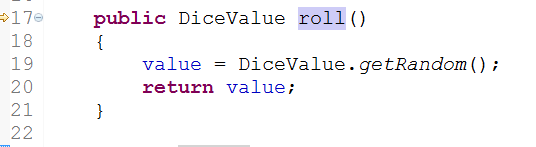 17 public DiceValue roll()
18 {
19 value = DiceValue.getRandom();
20 return value;
21 }
22